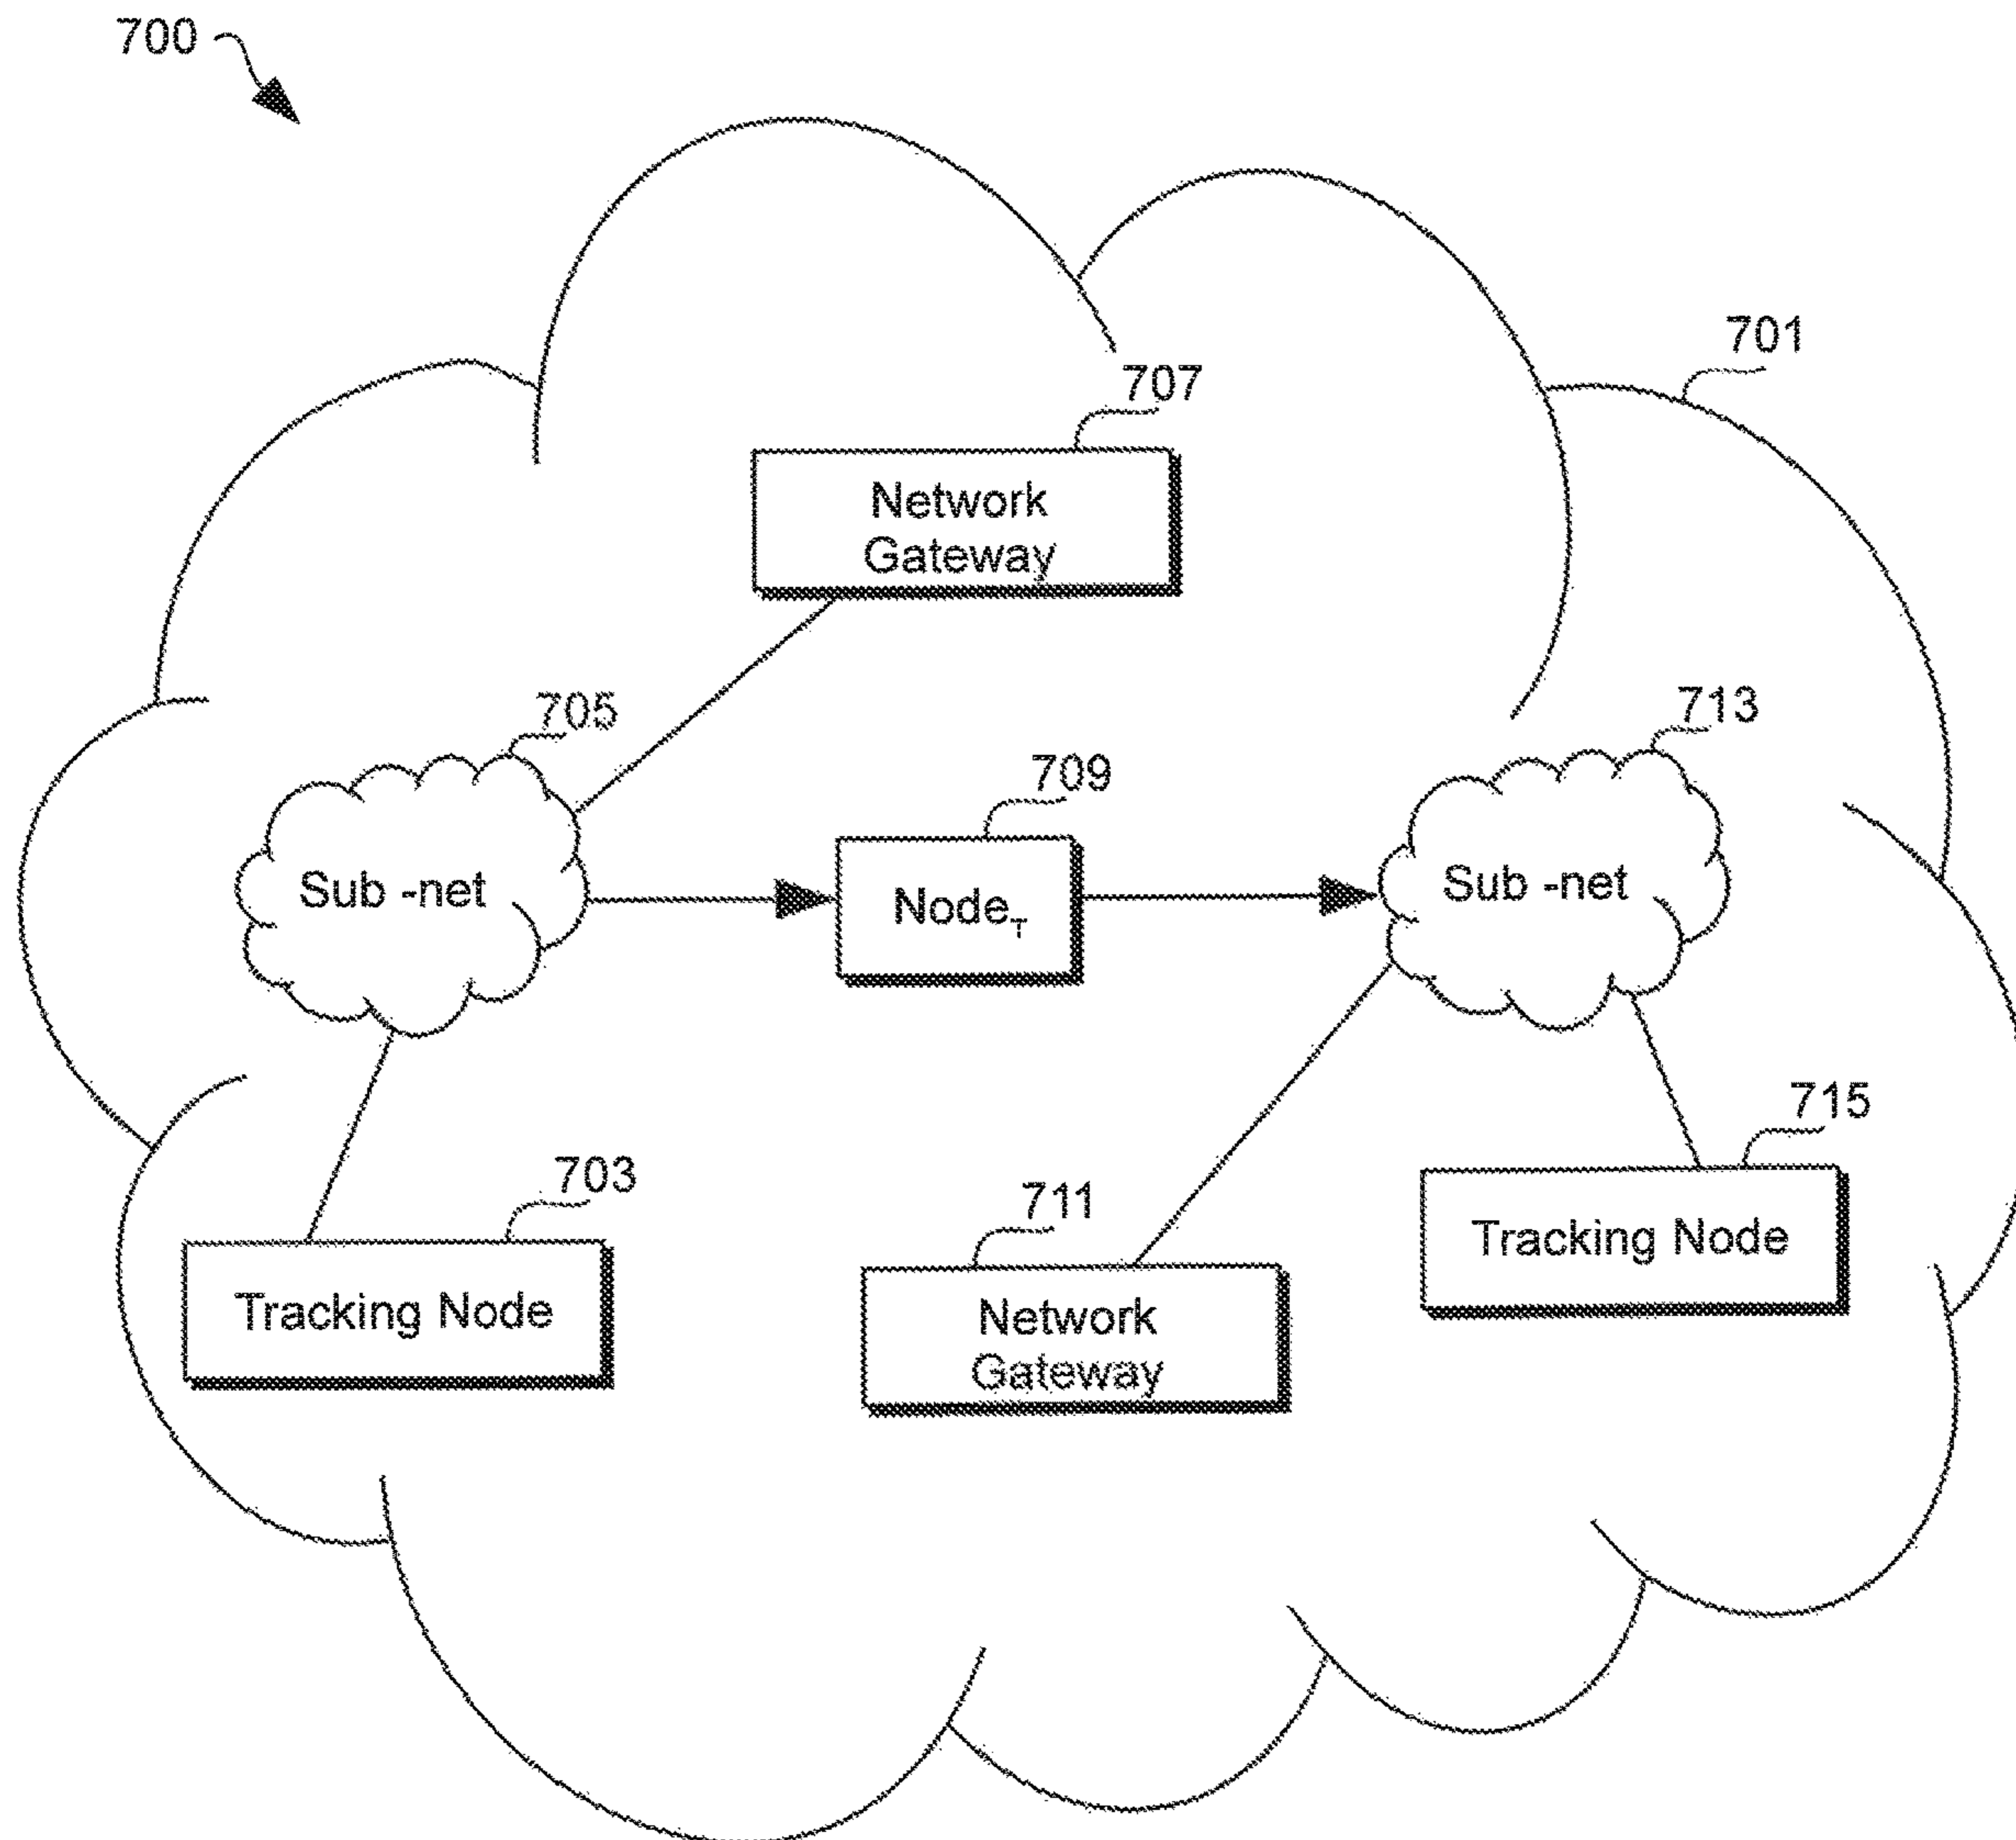 700
701
707
Network
Gateway
705
713
709
Sub -net
Node_T
Sub -net
715
703
711
Tracking Node
Tracking Node
Network
Gateway